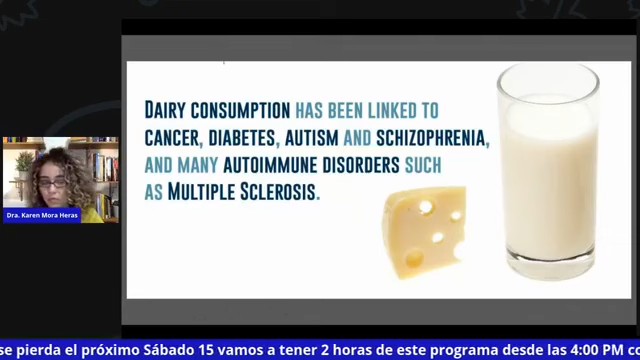 DAIRY CONSUMPTION HAS BEEN LINKED TO
CANCER, DIABETES, AUTISM AND SCHIZOPHRENIA,
AND MANY AUTOIMMUNE DISORDERS SUCH
AS MULTIPLE SCLEROSIS.
Dra. Karen Mora Heras
se pierda el próximo Sábado 15 vamos a tener 2 horas de este programa desde las 4:00 PM co